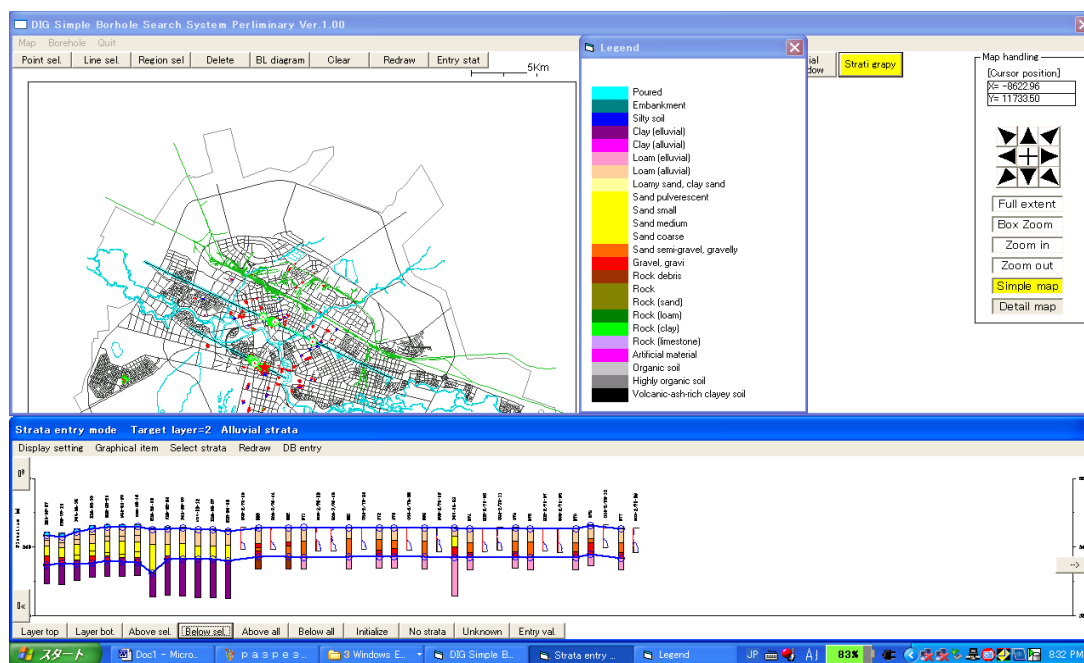 DIG Simple Borhole Search System Perliminary Ver.1.00
Map Borehole Quit
Point sel. Line sel. Region sel Delete BL diagram Clear Redraw Entry stat
5Km
Legend
Poured
Embankment
Silty soil
Clay (elluvial)
Clay (alluvial)
Loam (elluvial)
Loam (alluvial)
Loamy sand, clay sand
Sand pulverescent
Sand small
Sand medium
Sand coarse
Sand semi-gravel, gravelly
Gravel, gravi
Rock debris
Rock
Rock (sand)
Rock (loam)
Rock (clay)
Rock (limestone)
Artificial material
Organic soil
Highly organic soil
Volcanic-ash-rich clayey soil
Strati grapy
Map handling
[Cursor position]
X= -8622.96
Y= 11733.50
Full extent
Box Zoom
Zoom in
Zoom out
Simple map
Detail map
Strata entry mode Target layer=2 Alluvial strata
Display setting Graphical item Select strata Redraw DB entry
-->
Layer top Layer bot. Above sel. Below sel. Above all Below all Initialize No strata Unknown Entry val.
スタート Doc1 - Micro... р а з р е з ... 3 Windows E... DIG Simple B... Strata entry ... Legend JP 83% 8:32 PM